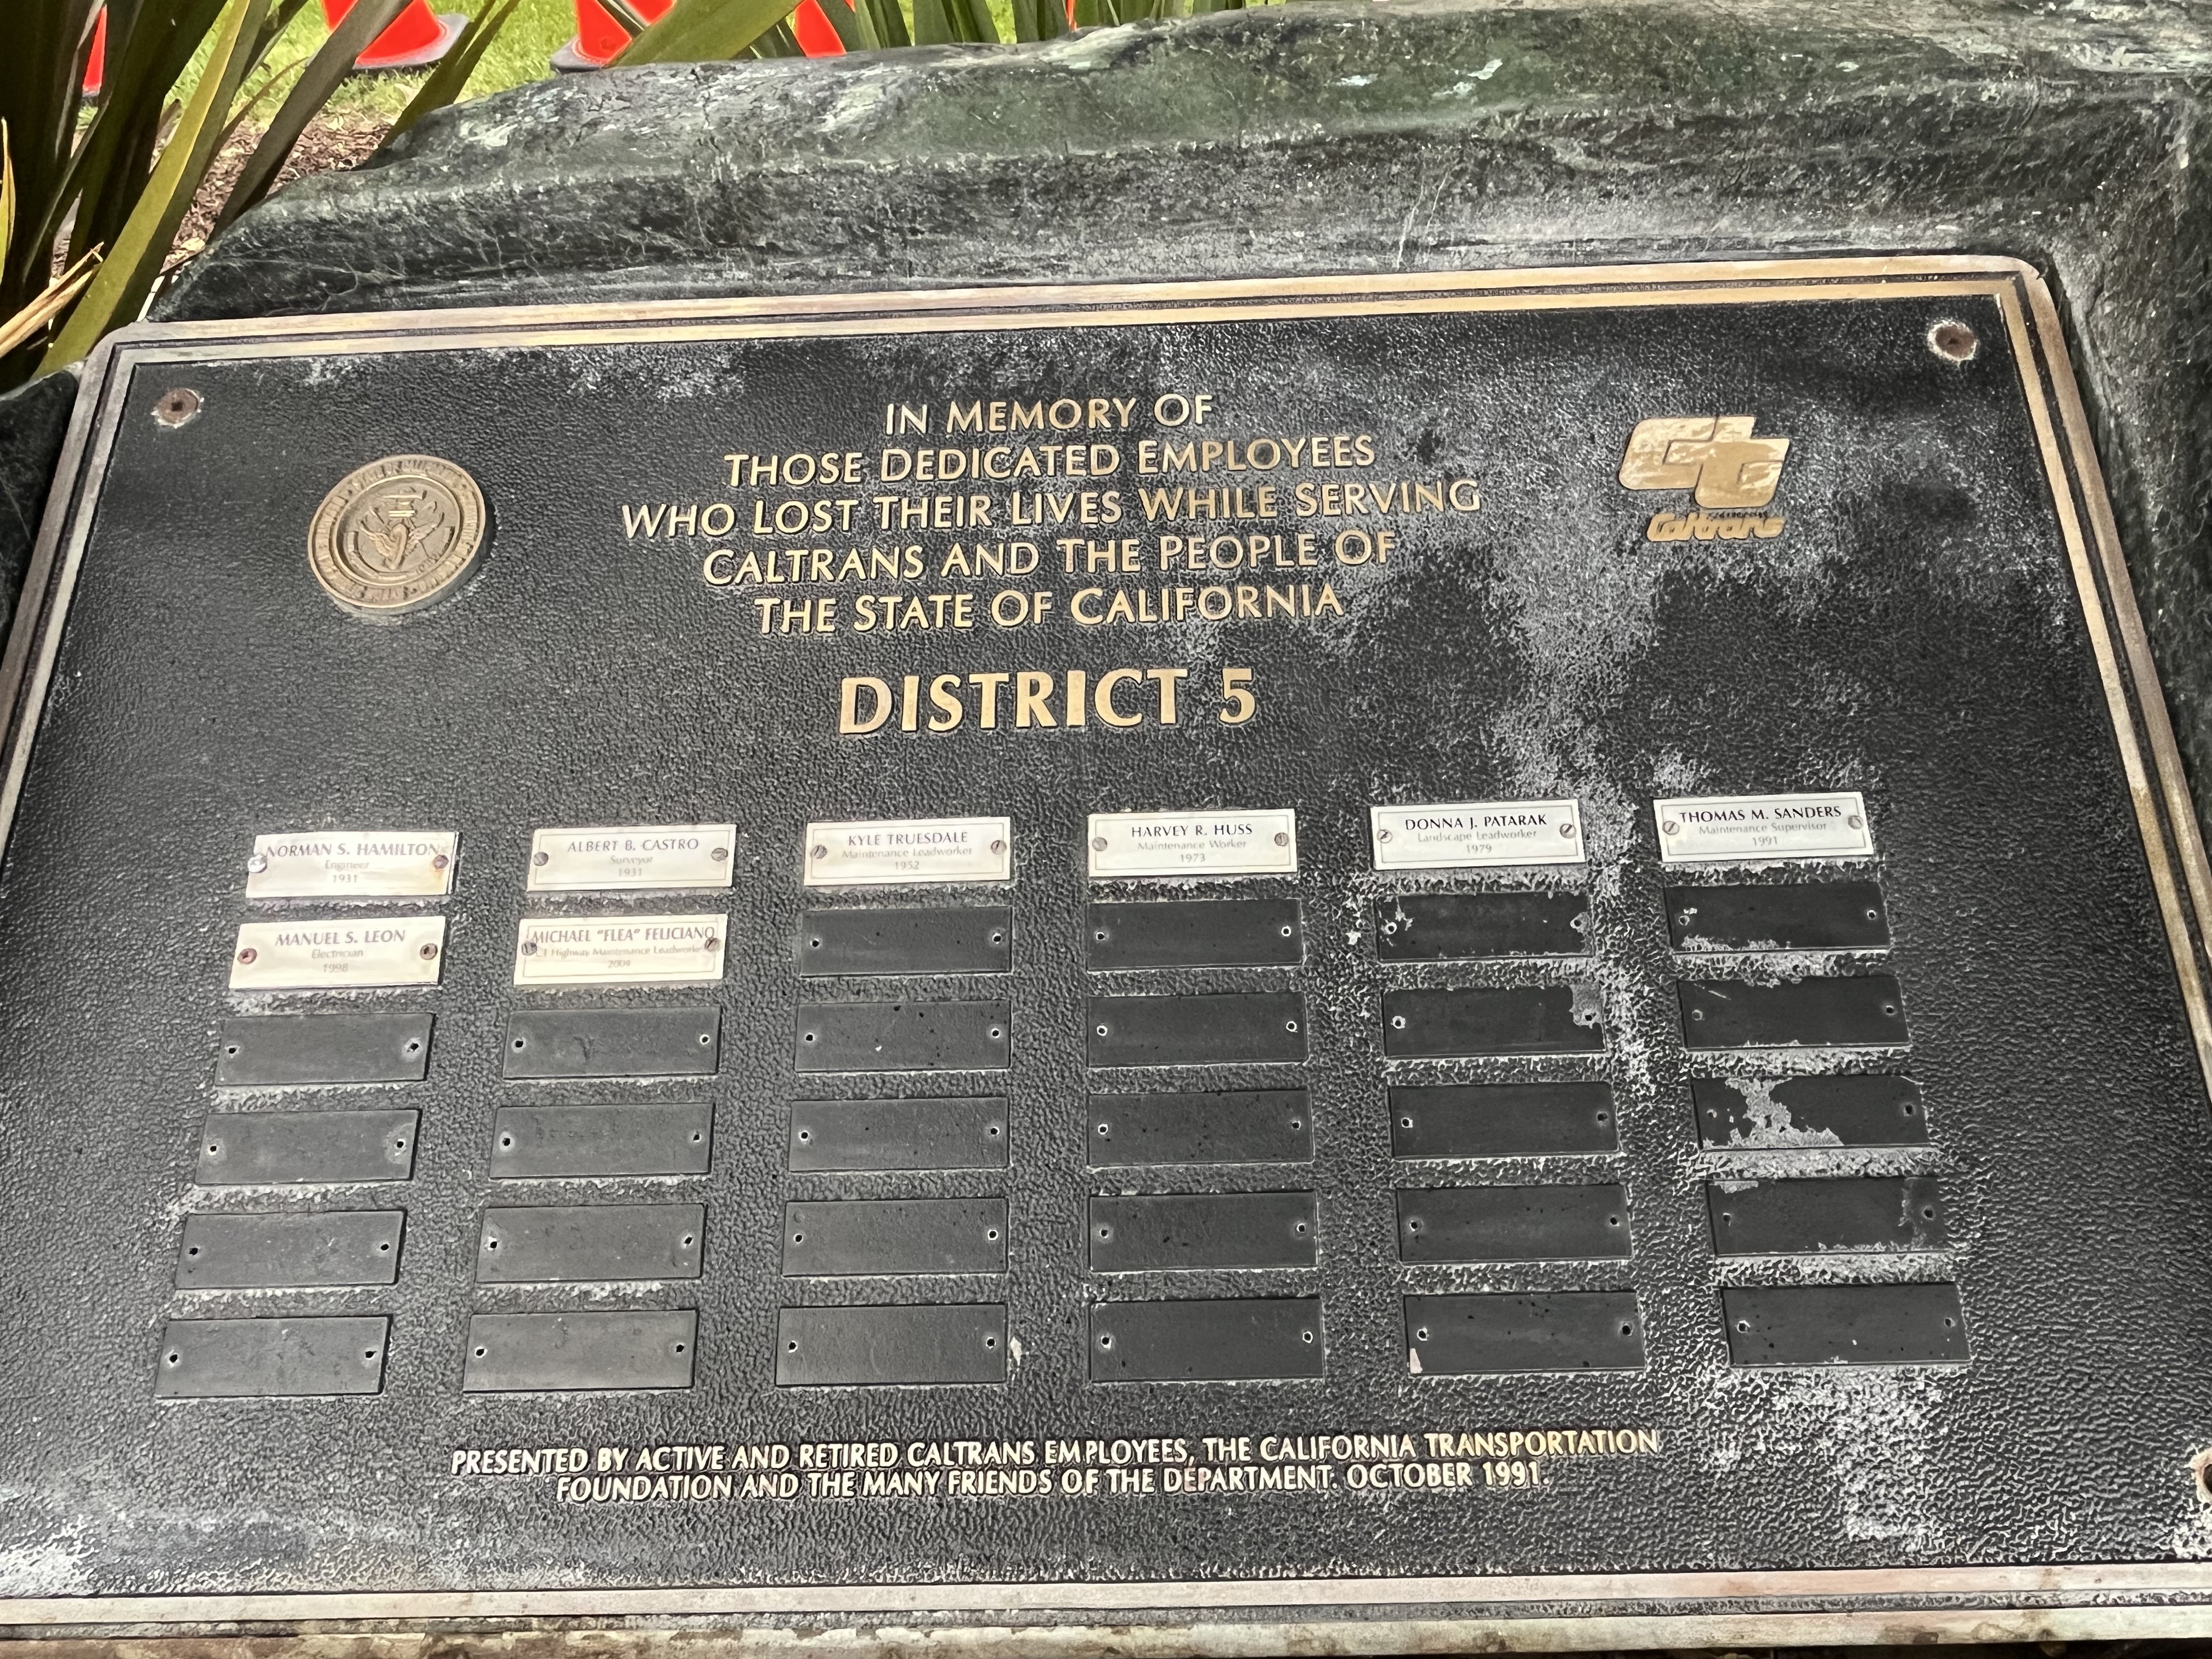 IN MEMORY OF
THOSE DEDICATED EMPLOYEES
WHO LOST THEIR LIVES WHILE SERVING
CALTRANS AND THE PEOPLE OF
THE STATE OF CALIFORNIA
CT
Caltrans
DISTRICT 5
NORMAN S. HAMILTON
Engineer
1931
ALBERT B. CASTRO
Surveyor
1931
KYLE TRUESDALE
Maintenance Leadworker
1952
HARVEY R. HUSS
Maintenance Worker
1973
DONNA J. PATARAK
Landscape Leadworker
1979
THOMAS M. SANDERS
Maintenance Supervisor
1991
MANUEL S. LEON
Electrician
1998
MICHAEL "FLEA" FELICIANO
Highway Maintenance Leadworker
2004
PRESENTED BY ACTIVE AND RETIRED CALTRANS EMPLOYEES, THE CALIFORNIA TRANSPORTATION
FOUNDATION AND THE MANY FRIENDS OF THE DEPARTMENT. OCTOBER 1991.